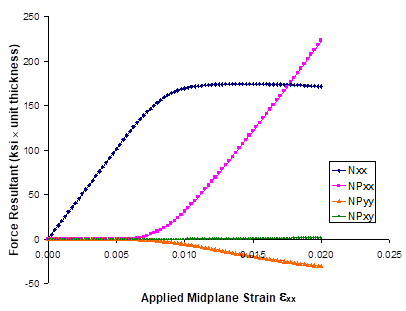 Force Resultant (ksi × unit thickness)
250
200
150
100
50
0
-50
0.000
0.005
0.010
0.015
0.020
0.025
Nxx
NPxx
NPyy
NPxy
Applied Midplane Strain εxx